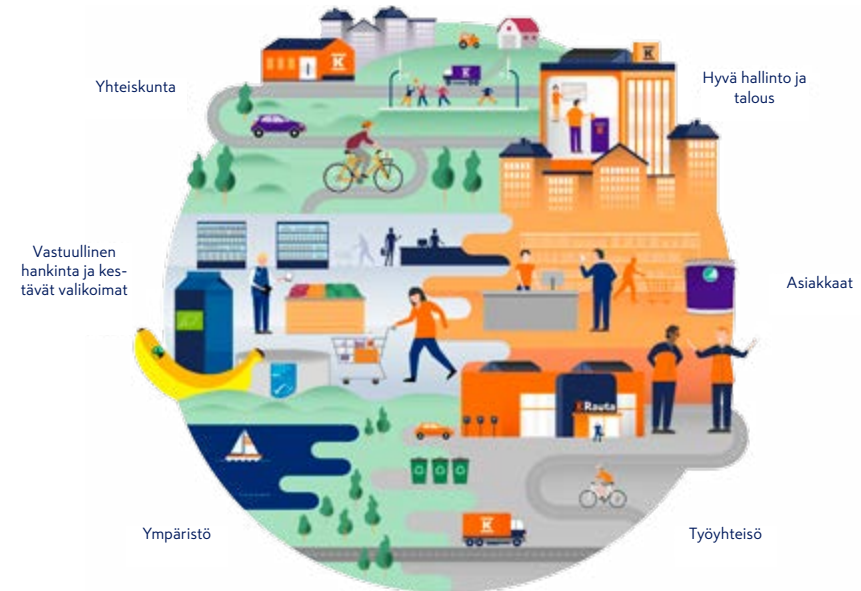 K
K
Yhteiskunta
K
Hyvä hallinto ja
talous
Vastuullinen
hankinta ja kes-
tävät valikoimat
Asiakkaat
K Rauta
Ympäristö
K
Työyhteisö